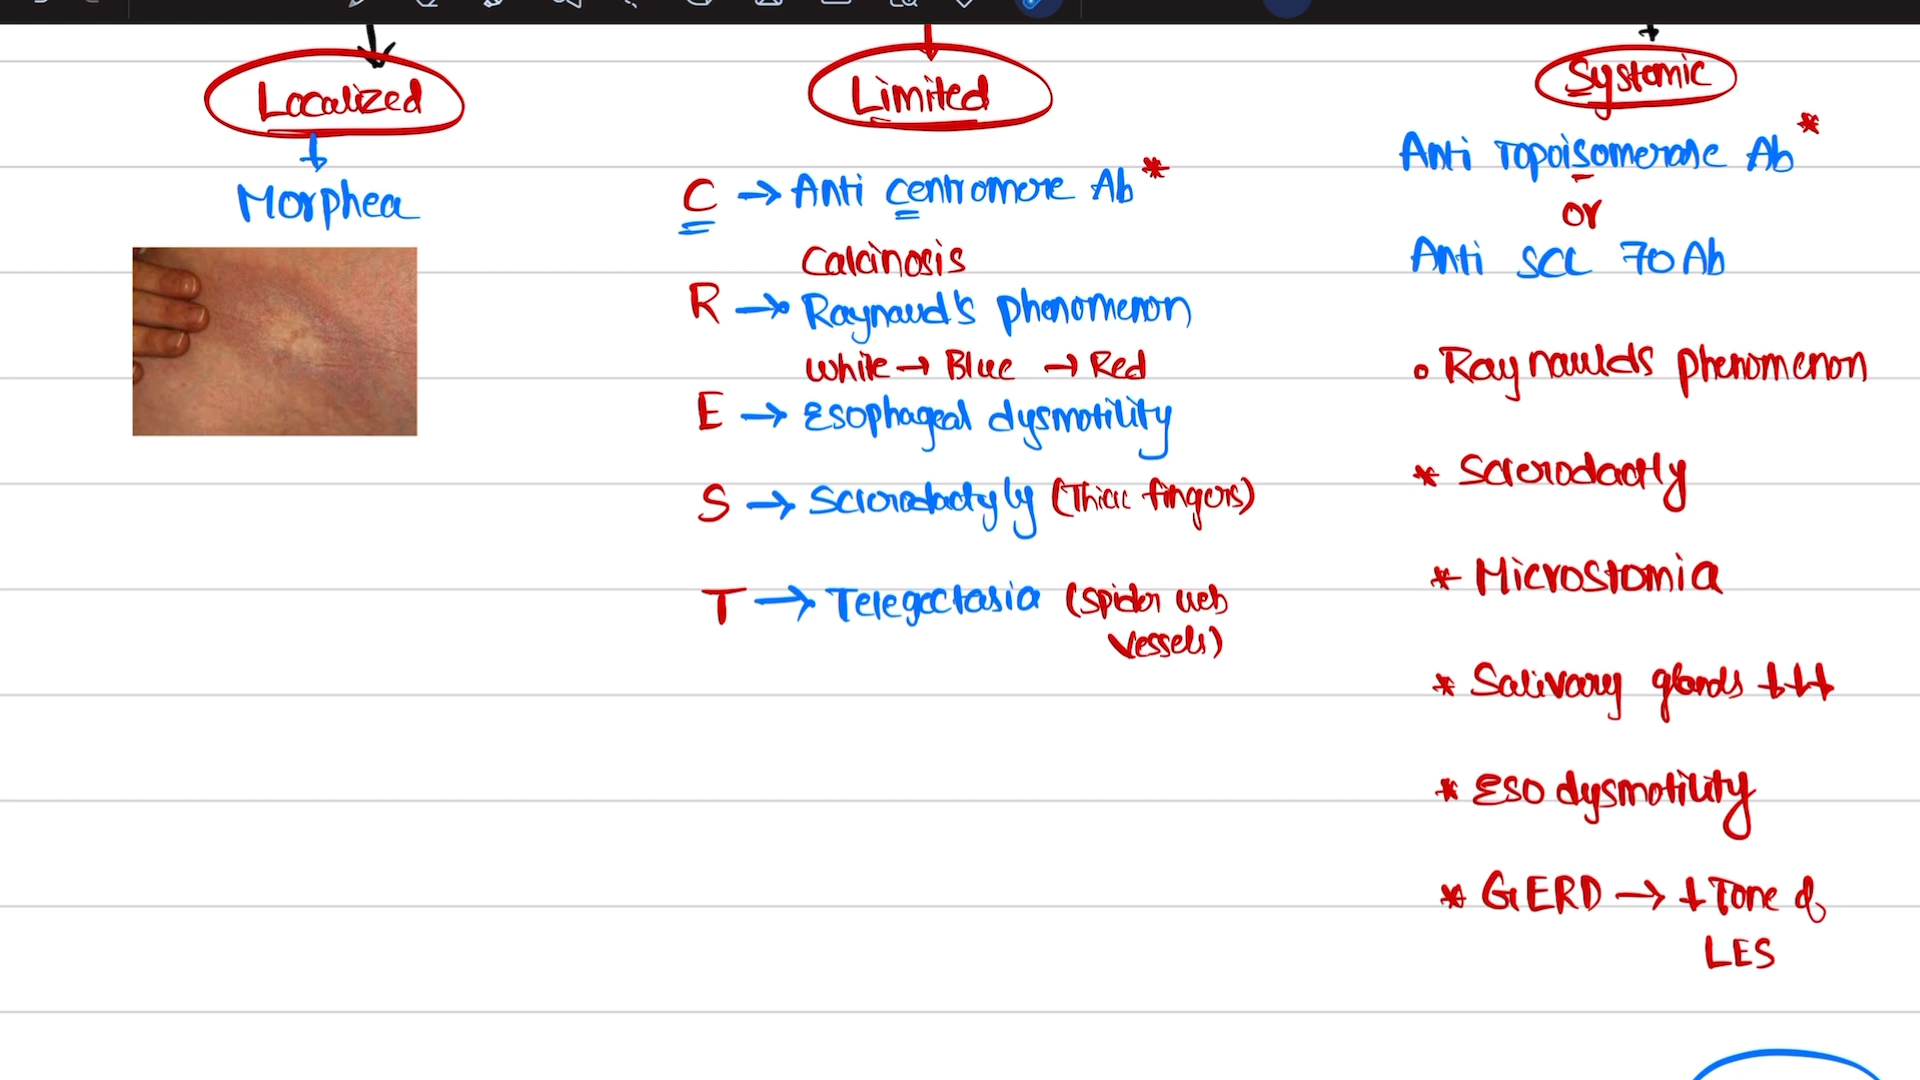 Localized
Morphea
Limited
C → Anti centromere Ab *
Calcinosis
R → Raynaud's phenomenon
White → Blue → Red
E → Esophageal dysmotility
S → Sclorodactyly (Thick fingers)
T → Telegectasia (Spider web
Vessels)
Systemic
Anti Topoisomerase Ab *
or
Anti SCL 70 Ab
• Raynaulds phenomenon
* Sclerodactly
* Microstomia
* Salivary glands ↓↓↓
* Eso dysmotility
* GERD → ↓ Tone of
LES